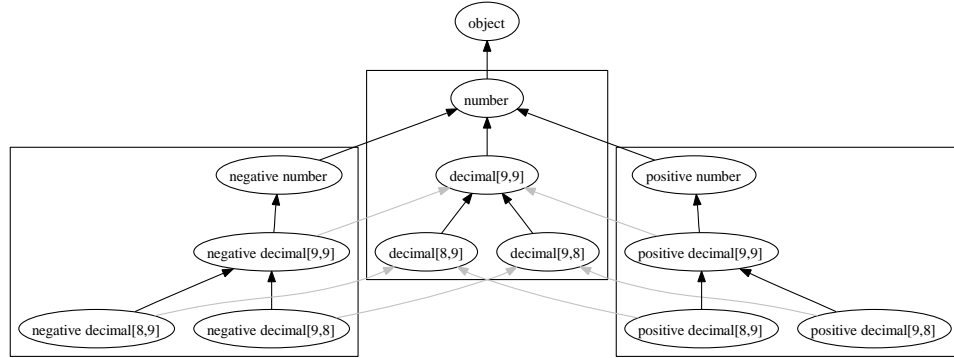 object
number
negative number
decimal[9,9]
positive number
negative decimal[9,9]
decimal[8,9]
decimal[9,8]
positive decimal[9,9]
negative decimal[8,9]
negative decimal[9,8]
positive decimal[8,9]
positive decimal[9,8]